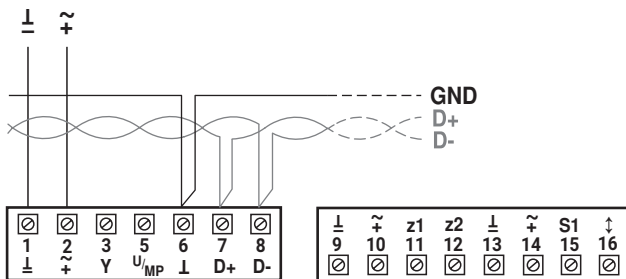 ⊥ ~
– +
GND
D+
D-
1 2 3 5 6 7 8
⊥ ~ Y U/MP ⊥ D+ D-
⊥ ~ z1 z2 ⊥ ~ S1 ↕
9 10 11 12 13 14 15 16